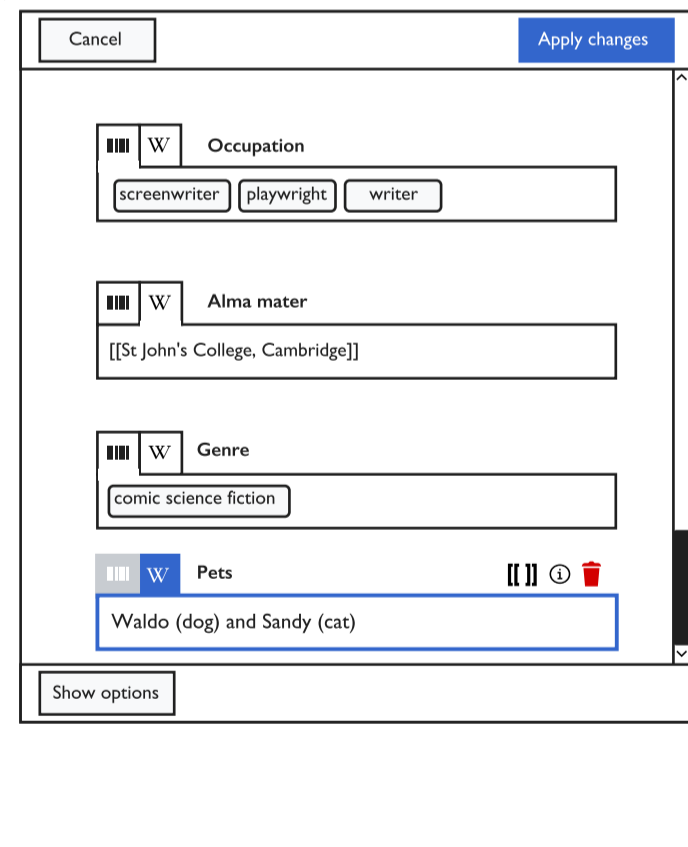 Cancel
Apply changes
W
Occupation
screenwriter playwright writer
W
Alma mater
[[St John's College, Cambridge]]
W
Genre
comic science fiction
W
Pets
[[ ]]
i
Waldo (dog) and Sandy (cat)
Show options